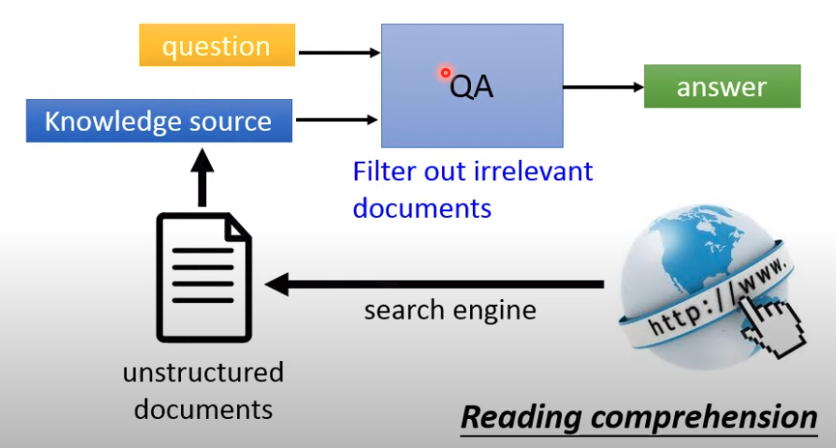 question
QA
answer
Knowledge source
Filter out irrelevant
documents
http://www.
search engine
unstructured
documents
Reading comprehension